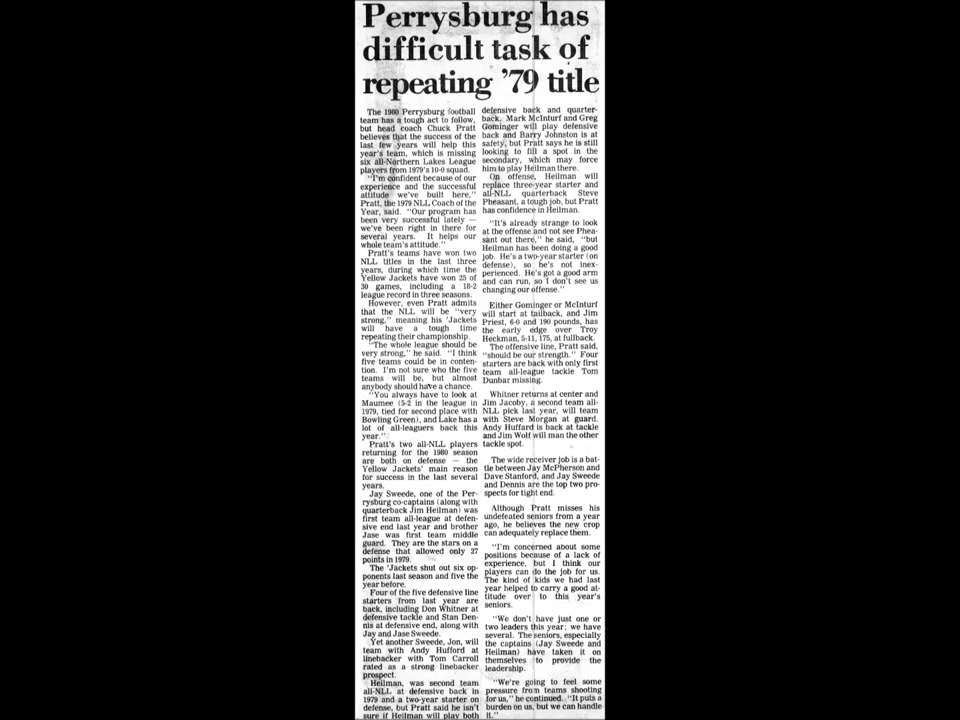 Perrysburg has
difficult task of
repeating '79 title
The 1980 Perrysburg football
team has a tough act to follow,
but head coach Chuck Pratt
believes that the success of the
last few years will help this
year's team, which is missing
six all-Northern Lakes League
players from 1979's 10-0 squad.
"I'm confident because of our
experience and the successful
attitude we've built here,"
Pratt, the 1979 NLL Coach of the
Year, said. "Our program has
been very successful lately —
we've been right in there for
several years. It helps our
whole team's attitude."
Pratt's teams have won two
NLL titles in the last three
years, during which time the
Yellow Jackets have won 25 of
30 games, including a 18-2
league record in three seasons.
However, even Pratt admits
that the NLL will be "very
strong," meaning his 'Jackets
will have a tough time
repeating their championship.
"The whole league should be
very strong," he said. "I think
five teams could be in conten-
tion. I'm not sure who the five
teams will be, but almost
anybody should have a chance.
"You always have to look at
Maumee (5-2 in the league in
1979, tied for second place with
Bowling Green), and Lake has a
lot of all-leaguers back this
year."
Pratt's two all-NLL players
returning for the 1980 season
are both on defense — the
Yellow Jackets' main reason
for success in the last several
years.
Jay Sweede, one of the Per-
rysburg co-captains (along with
quarterback Jim Heilman) was
first team all-league at defen-
sive end last year and brother
Jase was first team middle
guard. They are the stars on a
defense that allowed only 27
points in 1979.
The 'Jackets shut out six op-
ponents last season and five the
year before.
Four of the five defensive line
starters from last year are
back, including Don Whitner at
defensive tackle and Stan Den-
nis at defensive end, along with
Jay and Jase Sweede.
Yet another Sweede, Jon, will
team with Andy Hufford at
linebacker with Tom Carroll
rated as a strong linebacker
prospect.
Heilman, was second team
all-NLL at defensive back in
1979 and a two-year starter on
defense, but Pratt said he isn't
sure if Heilman will play both
defensive back and quarter-
back. Mark McInturf and Greg
Gominger will play defensive
back and Barry Johnston is at
safety, but Pratt says he is still
looking to fill a spot in the
secondary, which may force
him to play Heilman there.
On offense, Heilman will
replace three-year starter and
all-NLL quarterback Steve
Pheasant, a tough job, but Pratt
has confidence in Heilman.
"It's already strange to look
at the offense and not see Phea-
sant out there," he said, "but
Heilman has been doing a good
job. He's a two-year starter (on
defense), so he's not inex-
perienced. He's got a good arm
and can run, so I don't see us
changing our offense."
Either Gominger or McInturf
will start at tailback, and Jim
Priest, 6-0 and 190 pounds, has
the early edge over Troy
Heckman, 5-11, 175, at fullback.
The offensive line, Pratt said,
"should be our strength." Four
starters are back with only first
team all-league tackle Tom
Dunbar missing.
Whitner returns at center and
Jim Jacoby, a second team all-
NLL pick last year, will team
with Steve Morgan at guard.
Andy Huffard is back at tackle
and Jim Wolf will man the other
tackle spot.
The wide receiver job is a bat-
tle between Jay McPherson and
Dave Stanford, and Jay Sweede
and Dennis are the top two pro-
spects for tight end.
Although Pratt misses his
undefeated seniors from a year
ago, he believes the new crop
can adequately replace them.
"I'm concerned about some
positions because of a lack of
experience, but I think our
players can do the job for us.
The kind of kids we had last
year helped to carry a good at-
titude over to this year's
seniors.
"We don't have just one or
two leaders this year; we have
several. The seniors, especially
the captains (Jay Sweede and
Heilman) have taken it on
themselves to provide the
leadership.
"We're going to feel some
pressure from teams shooting
for us," he continued. "It puts a
burden on us, but we can handle
it."